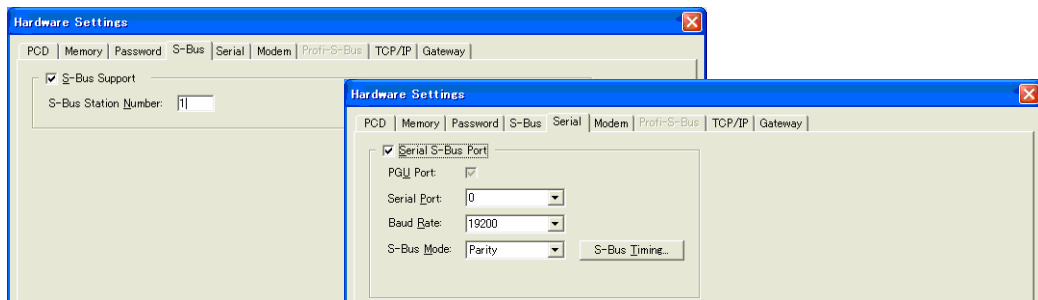 Hardware Settings
PCD Memory Password S-Bus Serial Modem Profi-S-Bus TCP/IP Gateway
S-Bus Support
S-Bus Station Number: 1
Hardware Settings
PCD Memory Password S-Bus Serial Modem Profi-S-Bus TCP/IP Gateway
Serial S-Bus Port
PGU Port:
Serial Port: 0
Baud Rate: 19200
S-Bus Mode: Parity S-Bus Timing...